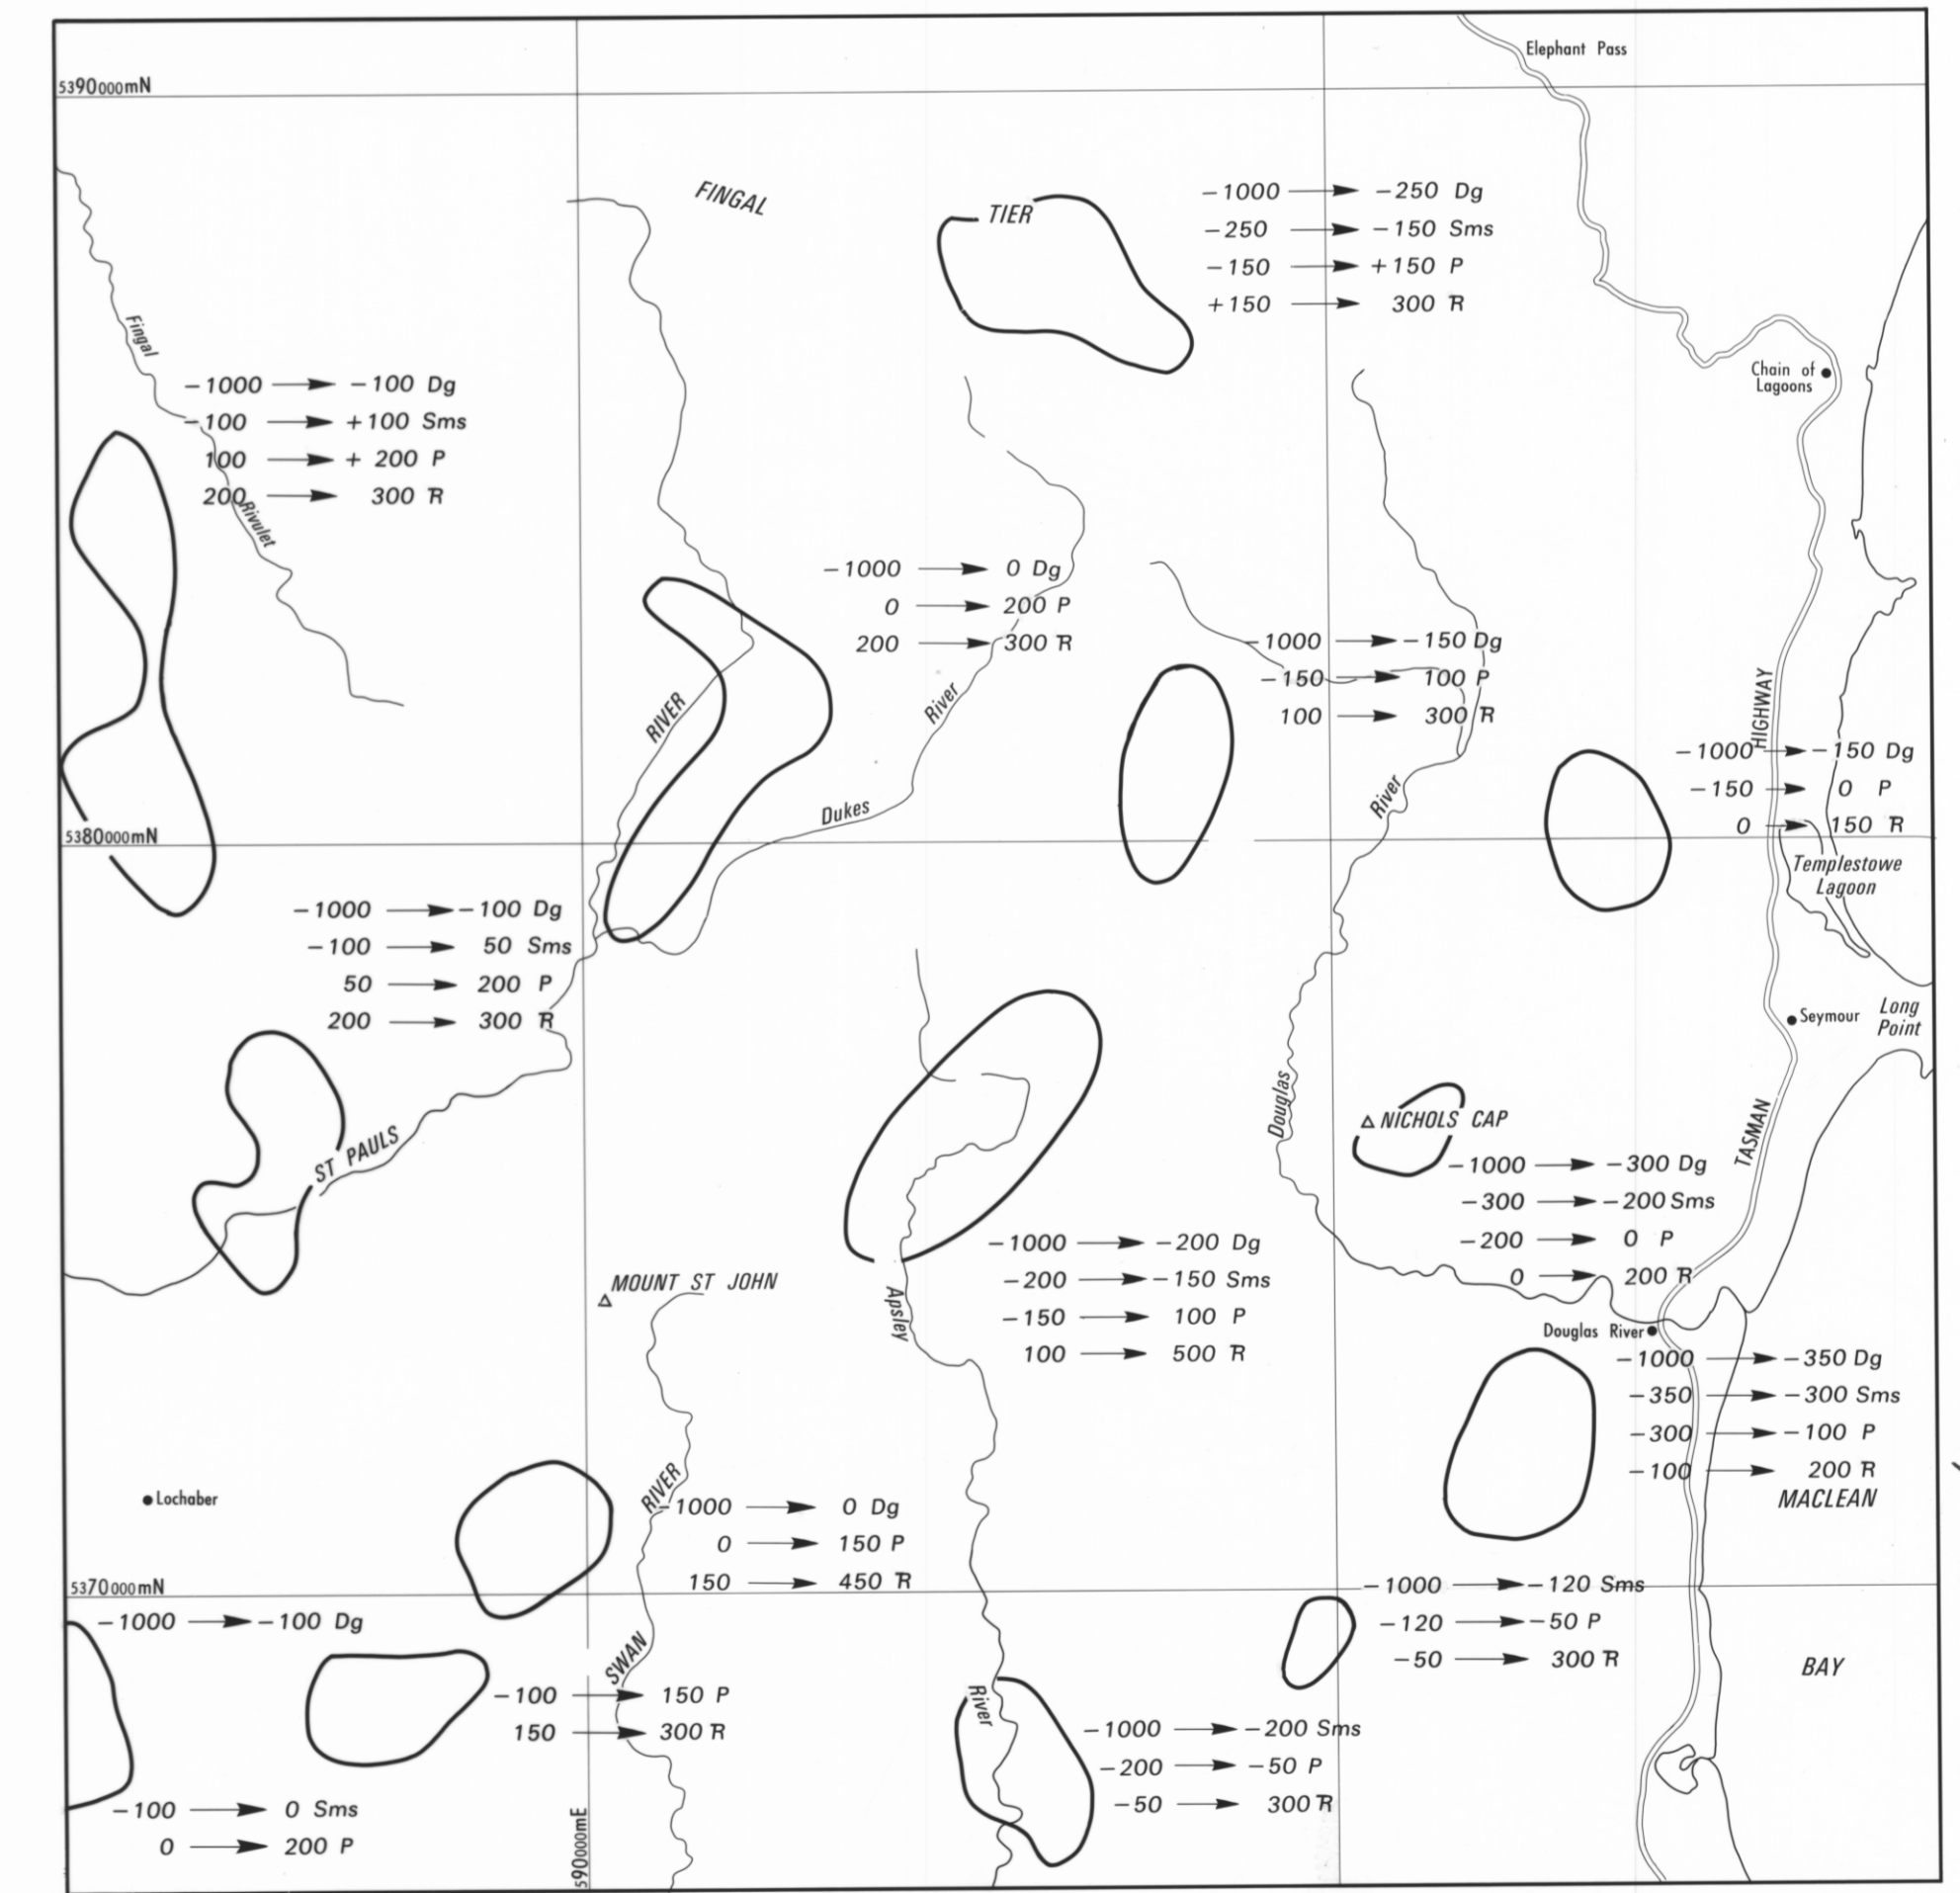 Elephant Pass
5390000mN
FINGAL
TIER
−1000 → −250 Dg
−250 → −150 Sms
−150 → +150 P
+150 → 300 R
Fingal
Rivulet
Chain of
Lagoons
−1000 → −100 Dg
−100 → +100 Sms
100 → + 200 P
200 → 300 R
−1000 → 0 Dg
0 → 200 P
200 → 300 R
−1000 → −150 Dg
−150 → 100 P
100 → 300 R
RIVER
River
Dukes
River
HIGHWAY
−1000 → −150 Dg
−150 → 0 P
0 → 150 R
5380000mN
Templestowe
Lagoon
−1000 → −100 Dg
−100 → 50 Sms
50 → 200 P
200 → 300 R
Seymour
Long
Point
Douglas
△ NICHOLS CAP
TASMAN
ST PAULS
−1000 → −300 Dg
−300 → −200 Sms
−200 → 0 P
0 → 200 R
−1000 → −200 Dg
−200 → −150 Sms
−150 → 100 P
100 → 500 R
△ MOUNT ST JOHN
Apsley
Douglas River
−1000 → −350 Dg
−350 → −300 Sms
−300 → −100 P
−100 → 200 R
MACLEAN
Lochaber
RIVER
−1000 → 0 Dg
0 → 150 P
150 → 450 R
5370000mN
−1000 → −120 Sms
−120 → −50 P
−50 → 300 R
−1000 → −100 Dg
SWAN
BAY
−100 → 150 P
150 → 300 R
River
−1000 → −200 Sms
−200 → −50 P
−50 → 300 R
−100 → 0 Sms
0 → 200 P
590000mE